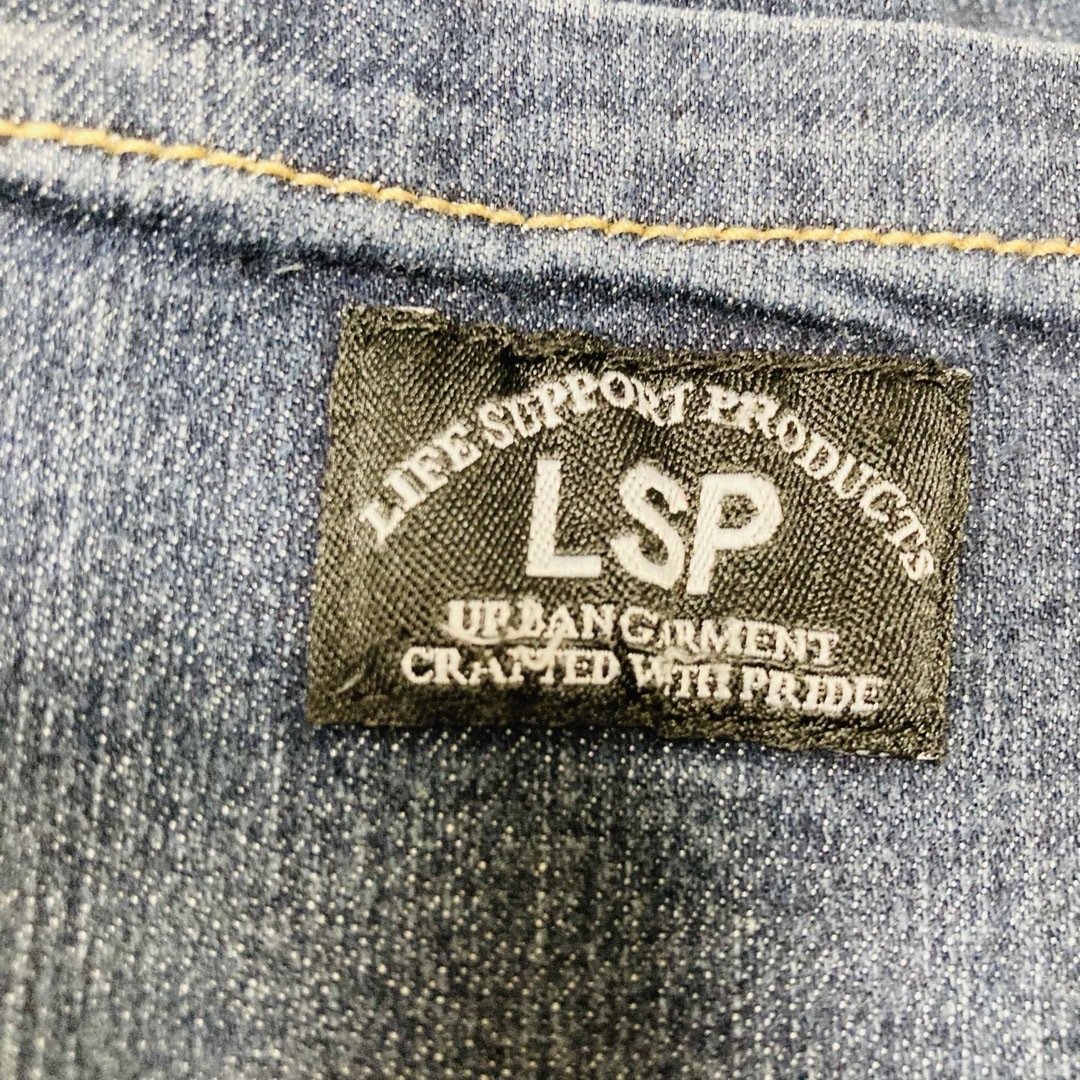 LIFE SUPPORT PRODUCTS
LSP
URBAN GARMENT
CRAFTED WITH PRIDE